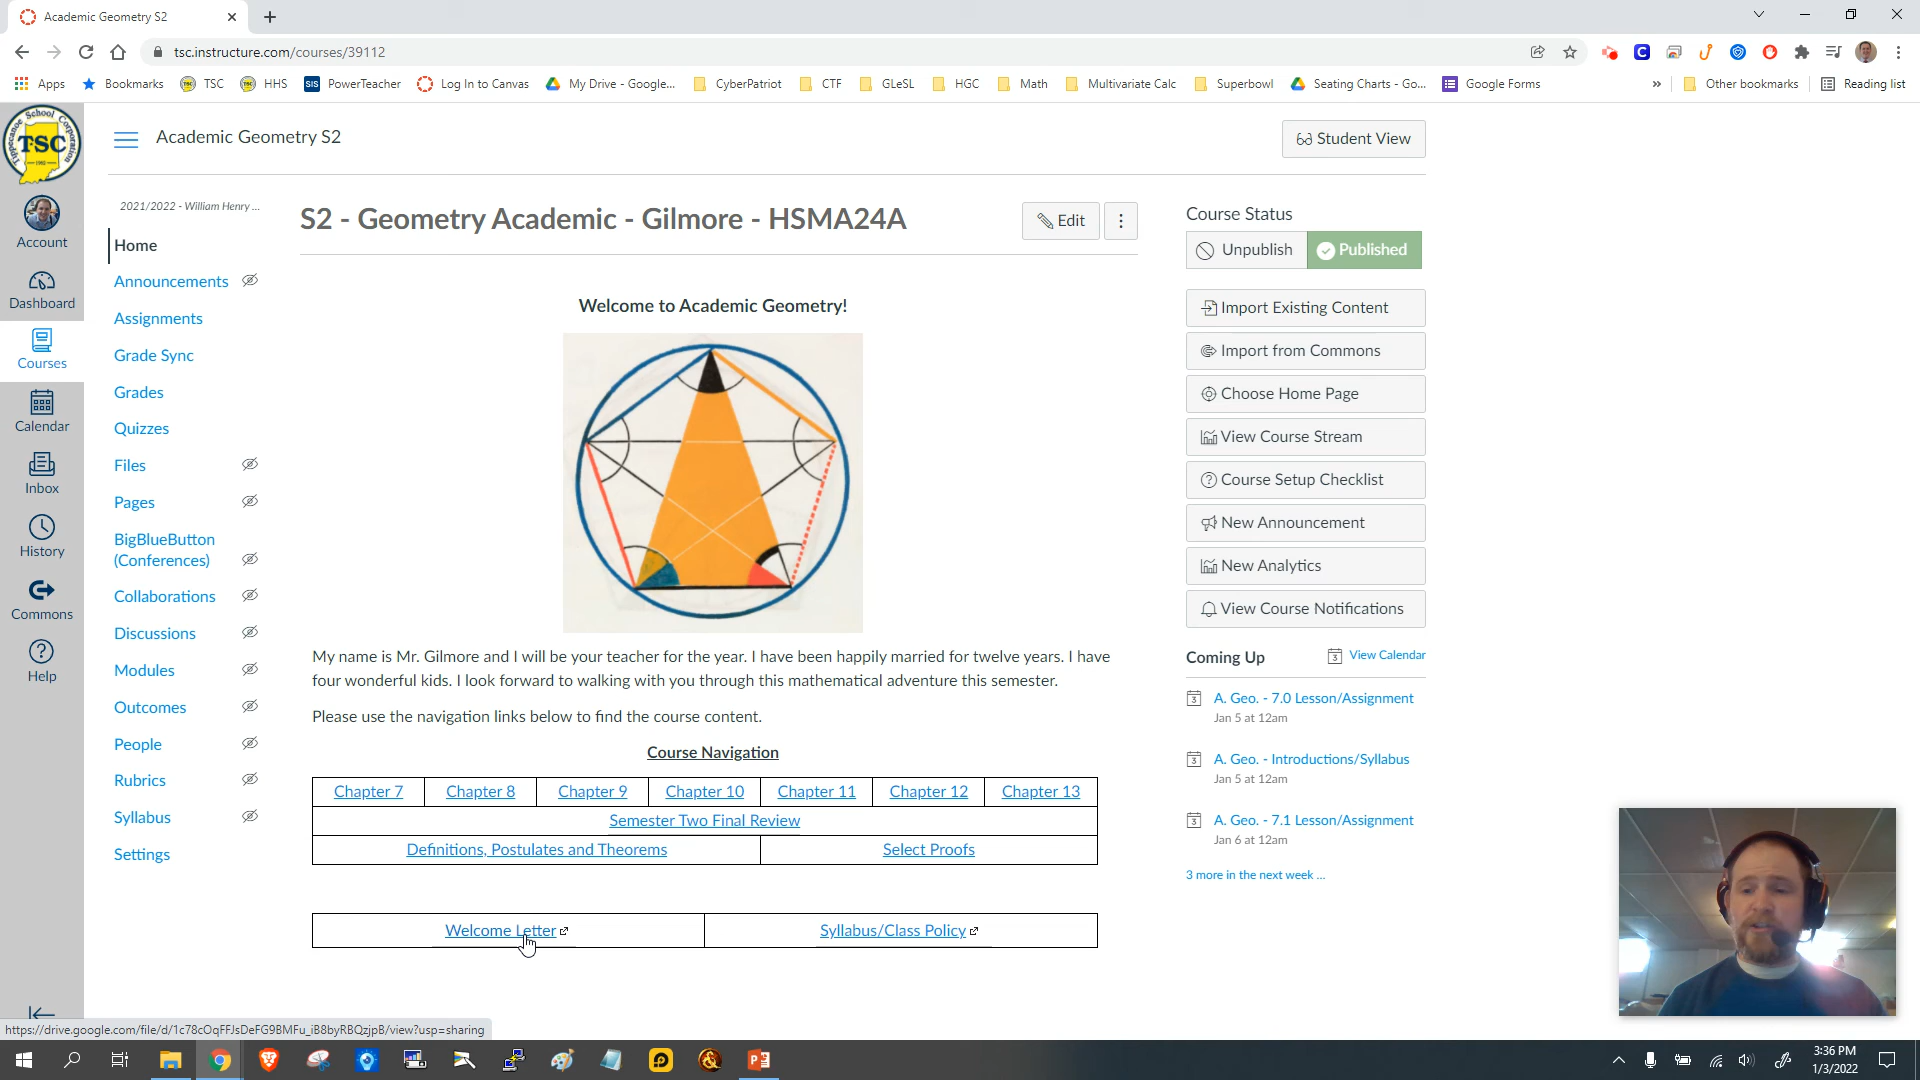 Academic Geometry S2
tsc.instructure.com/courses/39112
Apps Bookmarks TSC HHS SIS PowerTeacher Log In to Canvas My Drive - Google... CyberPatriot CTF GLeSL HGC Math Multivariate Calc Superbowl Seating Charts - Go... Google Forms » Other bookmarks Reading list
Tippecanoe School Corporation
TSC
Academic Geometry S2
Student View
Account
Dashboard
Courses
Calendar
Inbox
History
Commons
Help
2021/2022 - William Henry ...
Home
Announcements
Assignments
Grade Sync
Grades
Quizzes
Files
Pages
BigBlueButton
(Conferences)
Collaborations
Discussions
Modules
Outcomes
People
Rubrics
Syllabus
Settings
S2 - Geometry Academic - Gilmore - HSMA24A
Edit
Welcome to Academic Geometry!
My name is Mr. Gilmore and I will be your teacher for the year. I have been happily married for twelve years. I have
four wonderful kids. I look forward to walking with you through this mathematical adventure this semester.
Please use the navigation links below to find the course content.
Course Navigation
Chapter 7 Chapter 8 Chapter 9 Chapter 10 Chapter 11 Chapter 12 Chapter 13
Semester Two Final Review
Definitions, Postulates and Theorems Select Proofs
Welcome Letter Syllabus/Class Policy
Course Status
Unpublish Published
Import Existing Content
Import from Commons
Choose Home Page
View Course Stream
Course Setup Checklist
New Announcement
New Analytics
View Course Notifications
Coming Up 3 View Calendar
3 A. Geo. - 7.0 Lesson/Assignment
Jan 5 at 12am
3 A. Geo. - Introductions/Syllabus
Jan 5 at 12am
3 A. Geo. - 7.1 Lesson/Assignment
Jan 6 at 12am
3 more in the next week ...
https://drive.google.com/file/d/1c78cOqFFJsDeFG9BMFu_iB8byRBQzjpB/view?usp=sharing
3:36 PM
1/3/2022